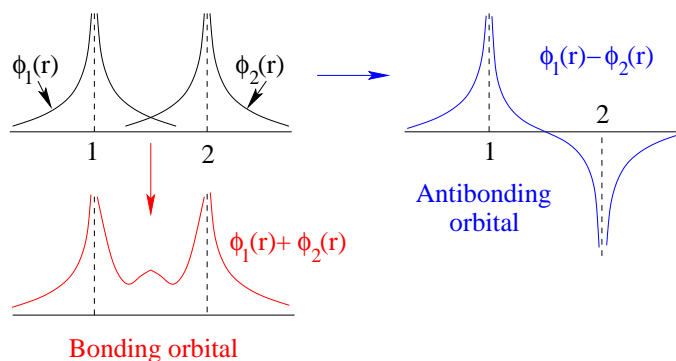 ϕ₁(r)
ϕ₂(r)
1
2
ϕ₁(r)−ϕ₂(r)
2
1
Antibonding
orbital
ϕ₁(r)+ ϕ₂(r)
Bonding orbital